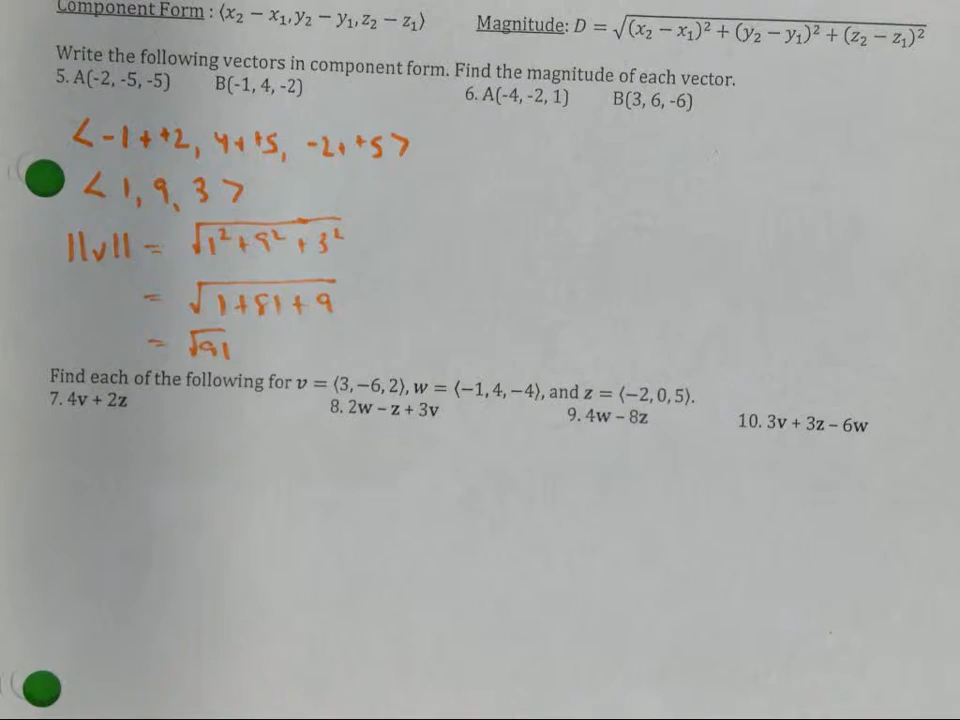 Component Form : ⟨x₂ − x₁, y₂ − y₁, z₂ − z₁⟩ Magnitude: D = √(x₂ − x₁)² + (y₂ − y₁)² + (z₂ − z₁)²
Write the following vectors in component form. Find the magnitude of each vector.
5. A(-2, -5, -5) B(-1, 4, -2) 6. A(-4, -2, 1) B(3, 6, -6)
< -1 + +2, 4 + +5, -2 + +5 >
< 1, 9, 3 >
||v|| = √1² + 9² + 3²
= √1 + 81 + 9
= √91
Find each of the following for v = ⟨3, −6, 2⟩, w = ⟨−1, 4, −4⟩, and z = ⟨−2, 0, 5⟩.
7. 4v + 2z 8. 2w – z + 3v 9. 4w – 8z 10. 3v + 3z – 6w